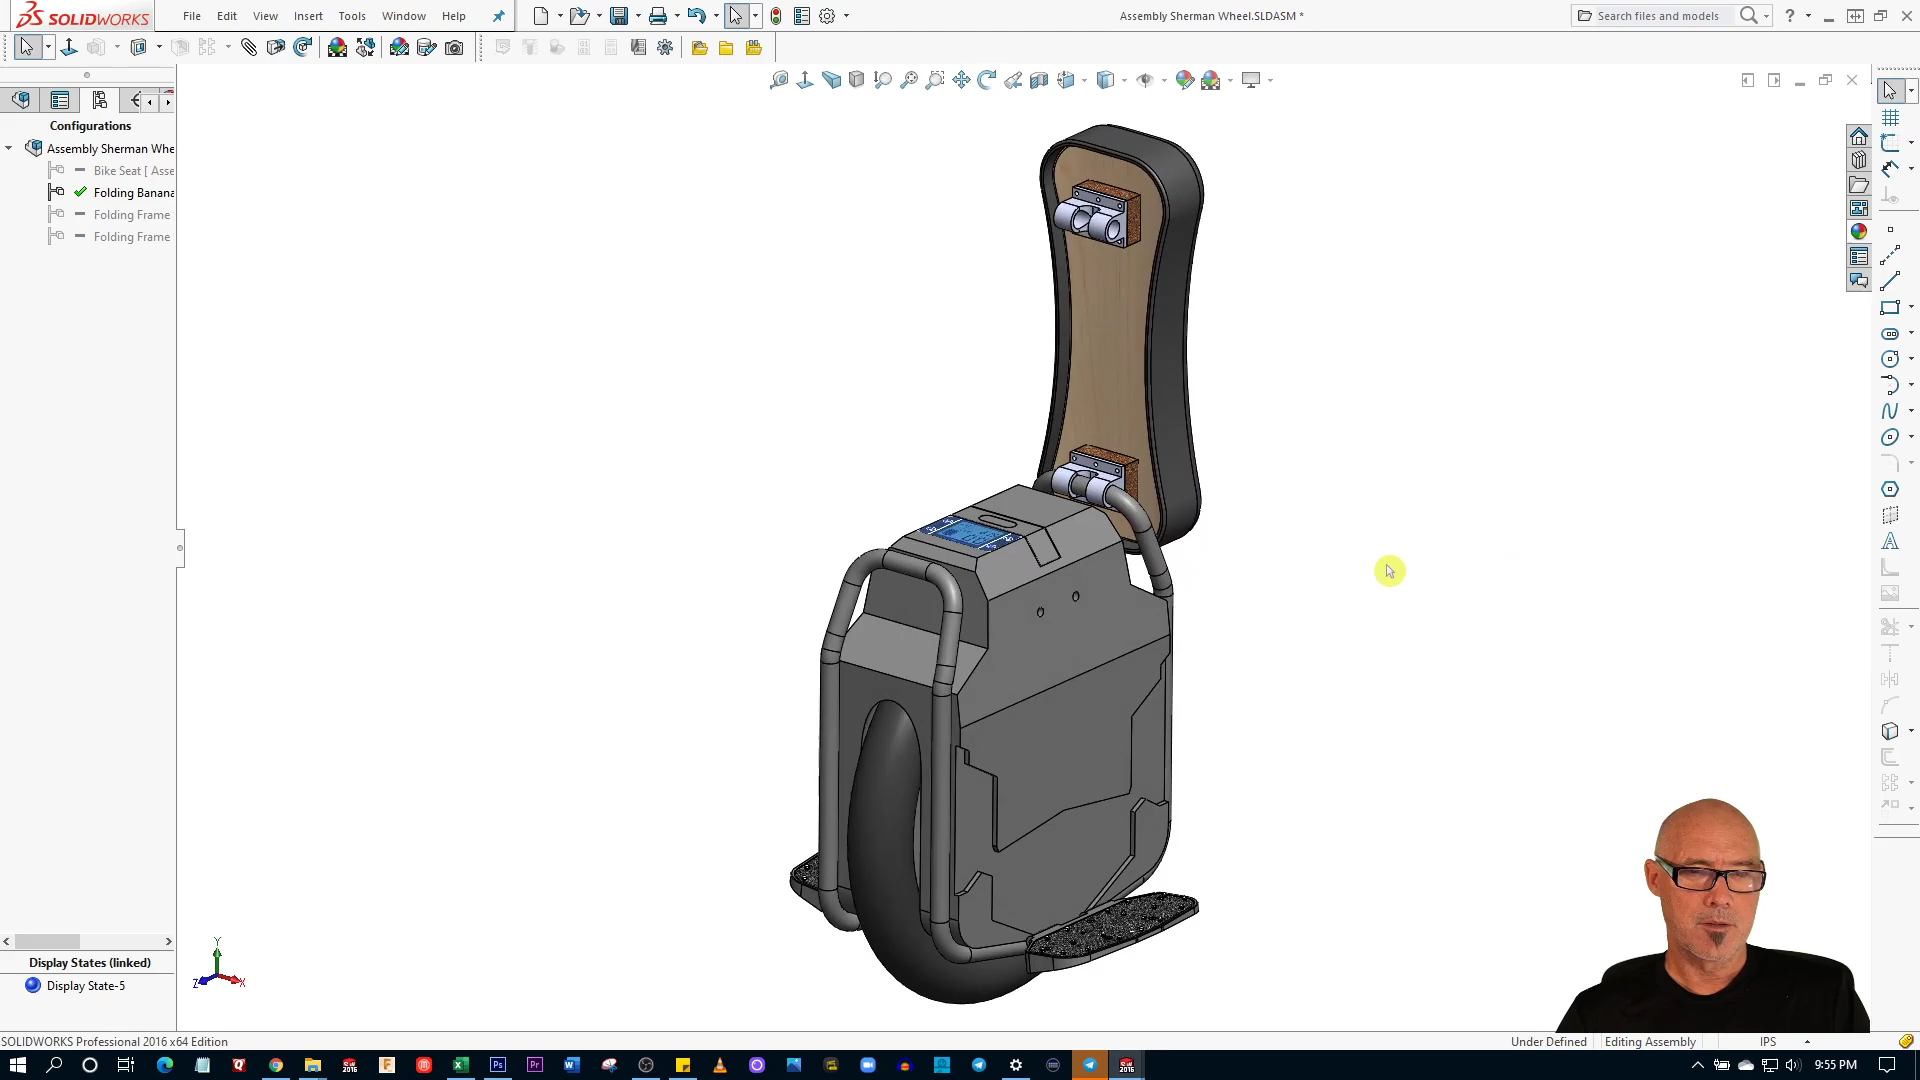 SOLIDWORKS
File Edit View Insert Tools Window Help
Assembly Sherman Wheel.SLDASM *
Search files and models
Configurations
Assembly Sherman Whe
Bike Seat [ Asse
Folding Banana
Folding Frame
Folding Frame
Display States (linked)
Display State-5
Y
Z
X
SOLIDWORKS Professional 2016 x64 Edition
Under Defined Editing Assembly IPS
9:55 PM